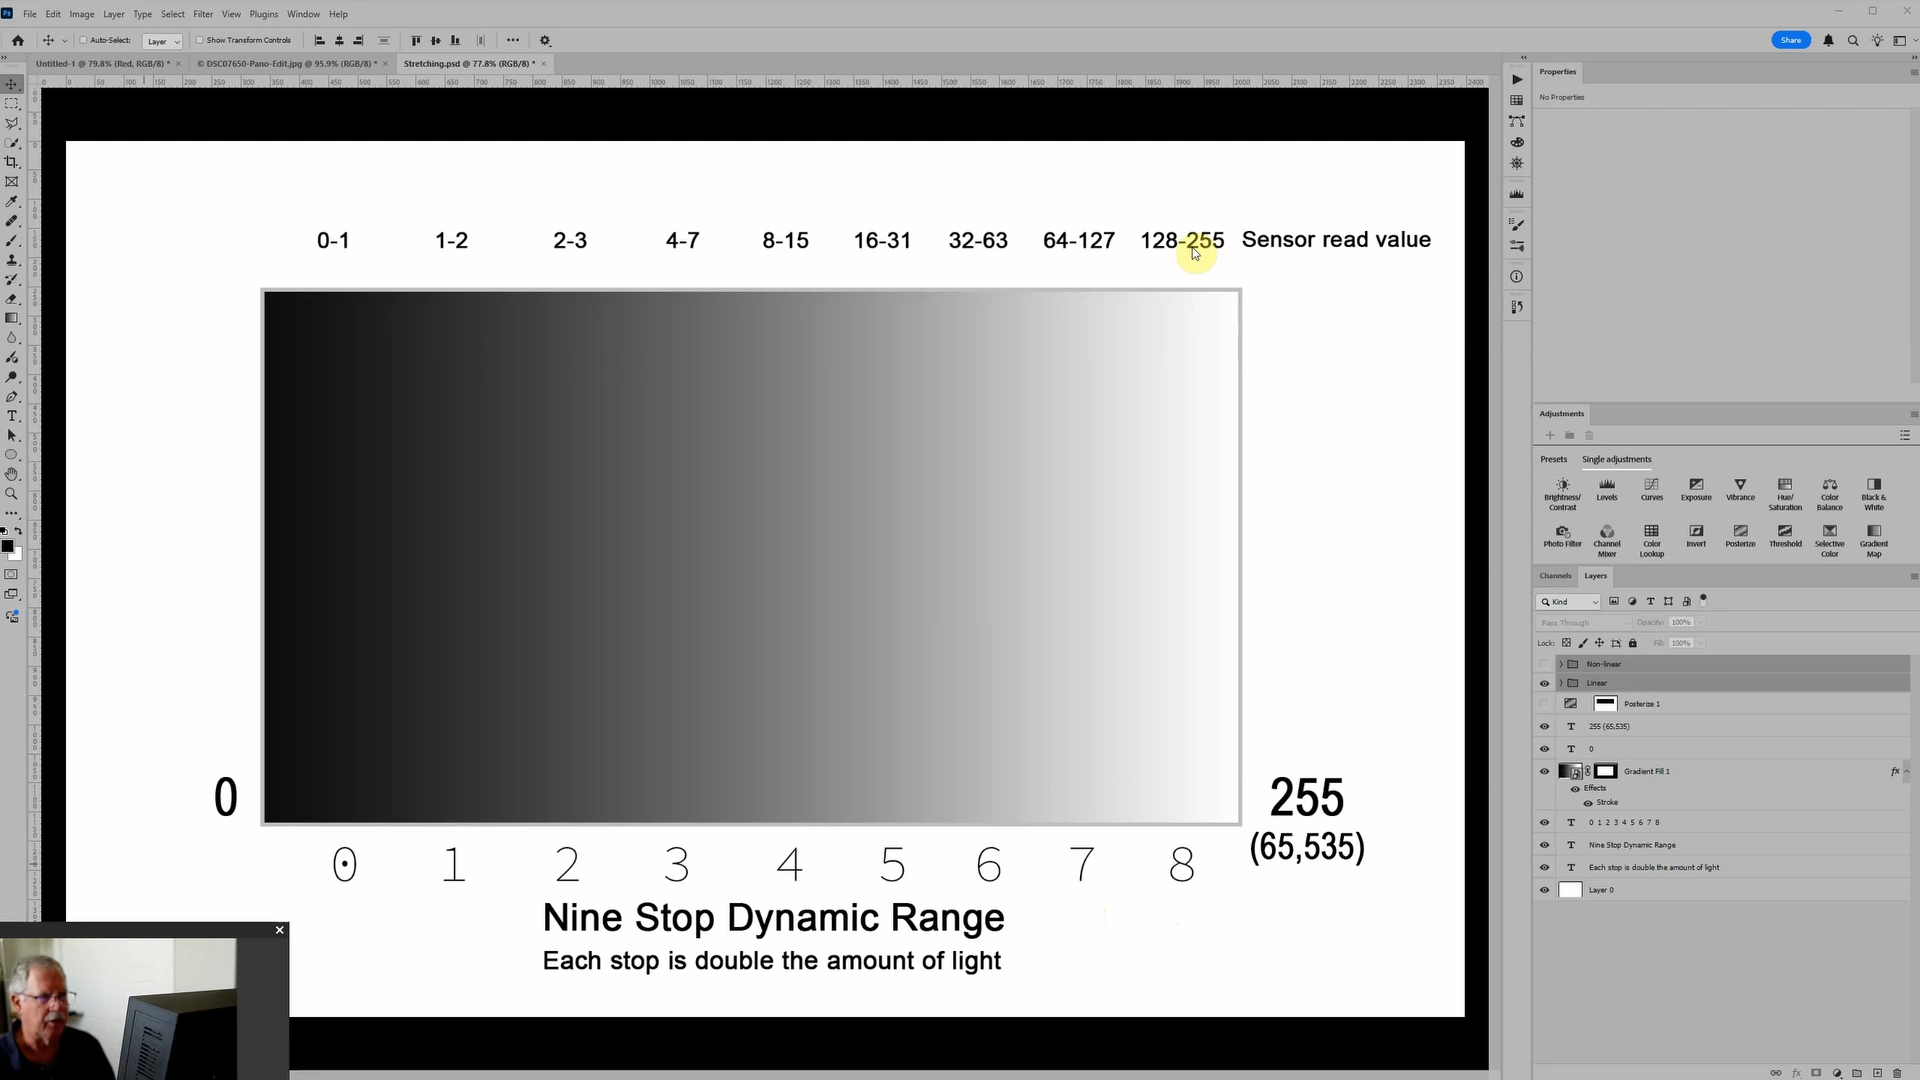 File Edit Image Layer Type Select Filter View Plugins Window Help
Auto-Select: Layer Show Transform Controls ••• Share
Untitled-1 @ 79.8% (Red, RGB/8) * × © DSC07650-Pano-Edit.jpg @ 95.9% (RGB/8) * × Stretching.psd @ 77.8% (RGB/8) * ×
0-1 1-2 2-3 4-7 8-15 16-31 32-63 64-127 128-255 Sensor read value
0 255
(65,535)
0 1 2 3 4 5 6 7 8
Nine Stop Dynamic Range
Each stop is double the amount of light
Properties
No Properties
Adjustments
Presets Single adjustments
Brightness/Contrast Levels Curves Exposure Vibrance Hue/Saturation Color Balance Black & White
Photo Filter Channel Mixer Color Lookup Invert Posterize Threshold Selective Color Gradient Map
Channels Layers
Kind
Pass Through Opacity: 100%
Lock: Fill: 100%
Non-linear
Linear
Posterize 1
255 (65,535)
0
Gradient Fill 1 fx
Effects
Stroke
0 1 2 3 4 5 6 7 8
Nine Stop Dynamic Range
Each stop is double the amount of light
Layer 0